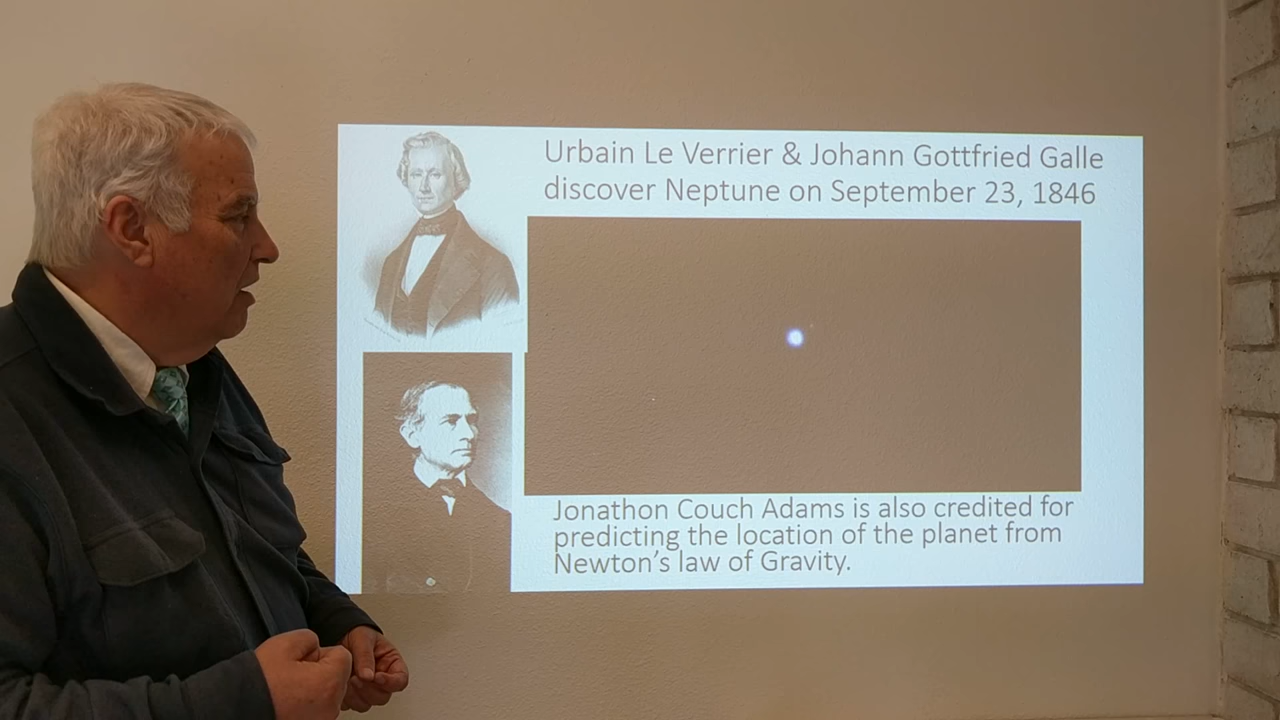 Urbain Le Verrier & Johann Gottfried Galle
discover Neptune on September 23, 1846
Jonathon Couch Adams is also credited for
predicting the location of the planet from
Newton's law of Gravity.